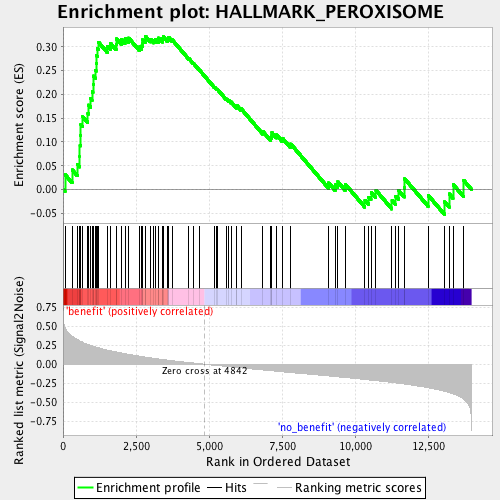 Enrichment plot: HALLMARK_PEROXISOME
Enrichment score (ES)
0.30
0.25
0.20
0.15
0.10
0.05
0.00
-0.05
Ranked list metric (Signal2Noise)
0.75
0.50
0.25
0.00
-0.25
-0.50
-0.75
'benefit' (positively correlated)
Zero cross at 4842
'no_benefit' (negatively correlated)
0
2,500
5,000
7,500
10,000
12,500
Rank in Ordered Dataset
Enrichment profile
Hits
Ranking metric scores